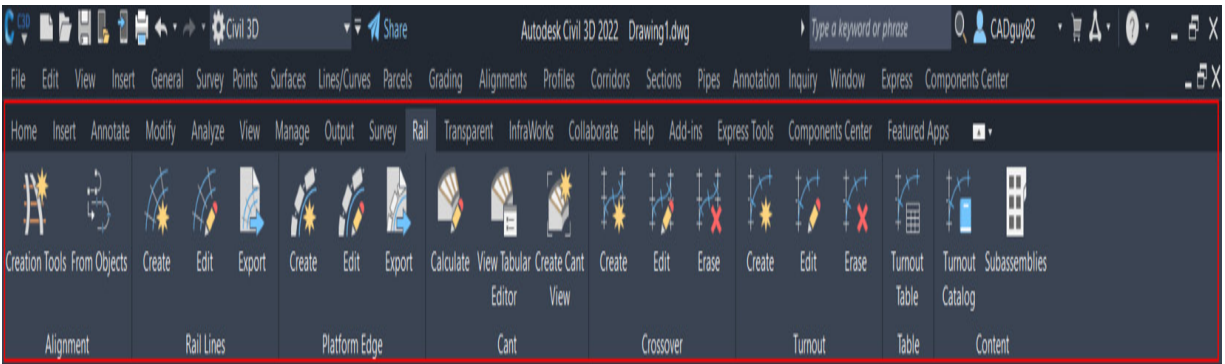 C3D Civil 3D Share Autodesk Civil 3D 2022 Drawing1.dwg Type a keyword or phrase CADguy82 ?
File Edit View Insert General Survey Points Surfaces Lines/Curves Parcels Grading Alignments Profiles Corridors Sections Pipes Annotation Inquiry Window Express Components Center
Home Insert Annotate Modify Analyze View Manage Output Survey Rail Transparent InfraWorks Collaborate Help Add-ins Express Tools Components Center Featured Apps
Creation Tools From Objects Create Edit Export Create Edit Export Calculate View Tabular Create Cant Create Edit Erase Create Edit Erase Turnout Turnout Subassemblies
Editor View Table Catalog
Alignment Rail Lines Platform Edge Cant Crossover Turnout Table Content